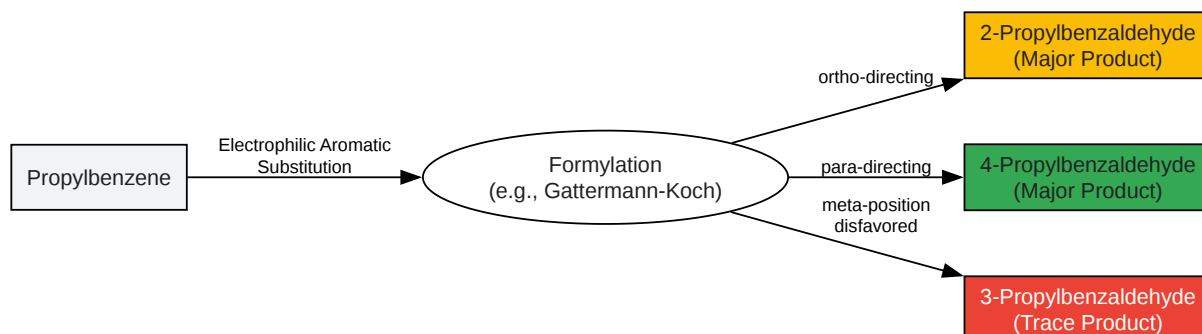 Propylbenzene
Electrophilic Aromatic
Substitution
Formylation
(e.g., Gattermann-Koch)
ortho-directing
2-Propylbenzaldehyde
(Major Product)
para-directing
4-Propylbenzaldehyde
(Major Product)
meta-position
disfavored
3-Propylbenzaldehyde
(Trace Product)